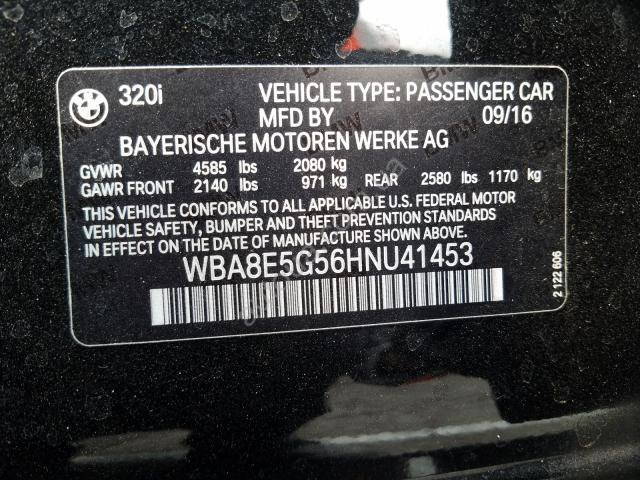 320i VEHICLE TYPE: PASSENGER CAR
MFD BY 09/16
BAYERISCHE MOTOREN WERKE AG
GVWR 4585 lbs 2080 kg
GAWR FRONT 2140 lbs 971 kg REAR 2580 lbs 1170 kg
THIS VEHICLE CONFORMS TO ALL APPLICABLE U.S. FEDERAL MOTOR
VEHICLE SAFETY, BUMPER AND THEFT PREVENTION STANDARDS
IN EFFECT ON THE DATE OF MANUFACTURE SHOWN ABOVE.
WBA8E5G56HNU41453
2 122 606